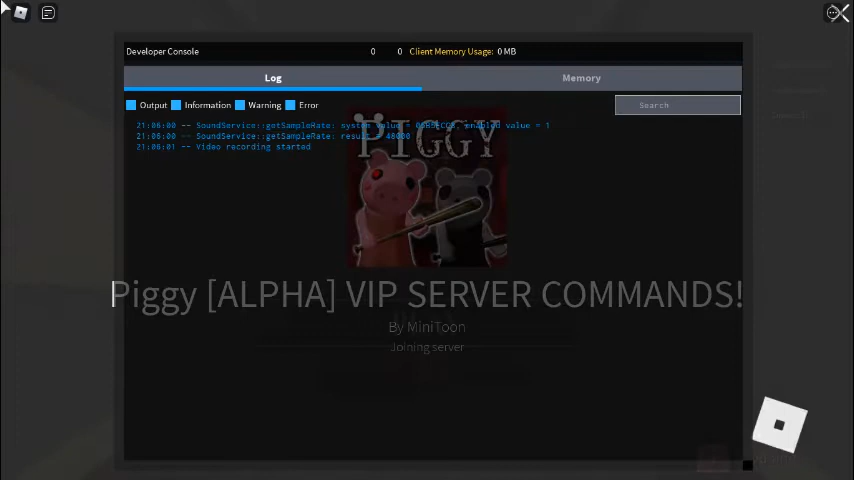 Developer Console 0 0 Client Memory Usage: 0 MB
Log Memory
Output Information Warning Error Search
21:06:00 -- SoundService::getSampleRate: system value = enabled value = 1
21:06:00 -- SoundService::getSampleRate: result = 48000
21:06:01 -- Video recording started
PIGGY
Piggy [ALPHA] VIP SERVER COMMANDS!
By MiniToon
Joining server